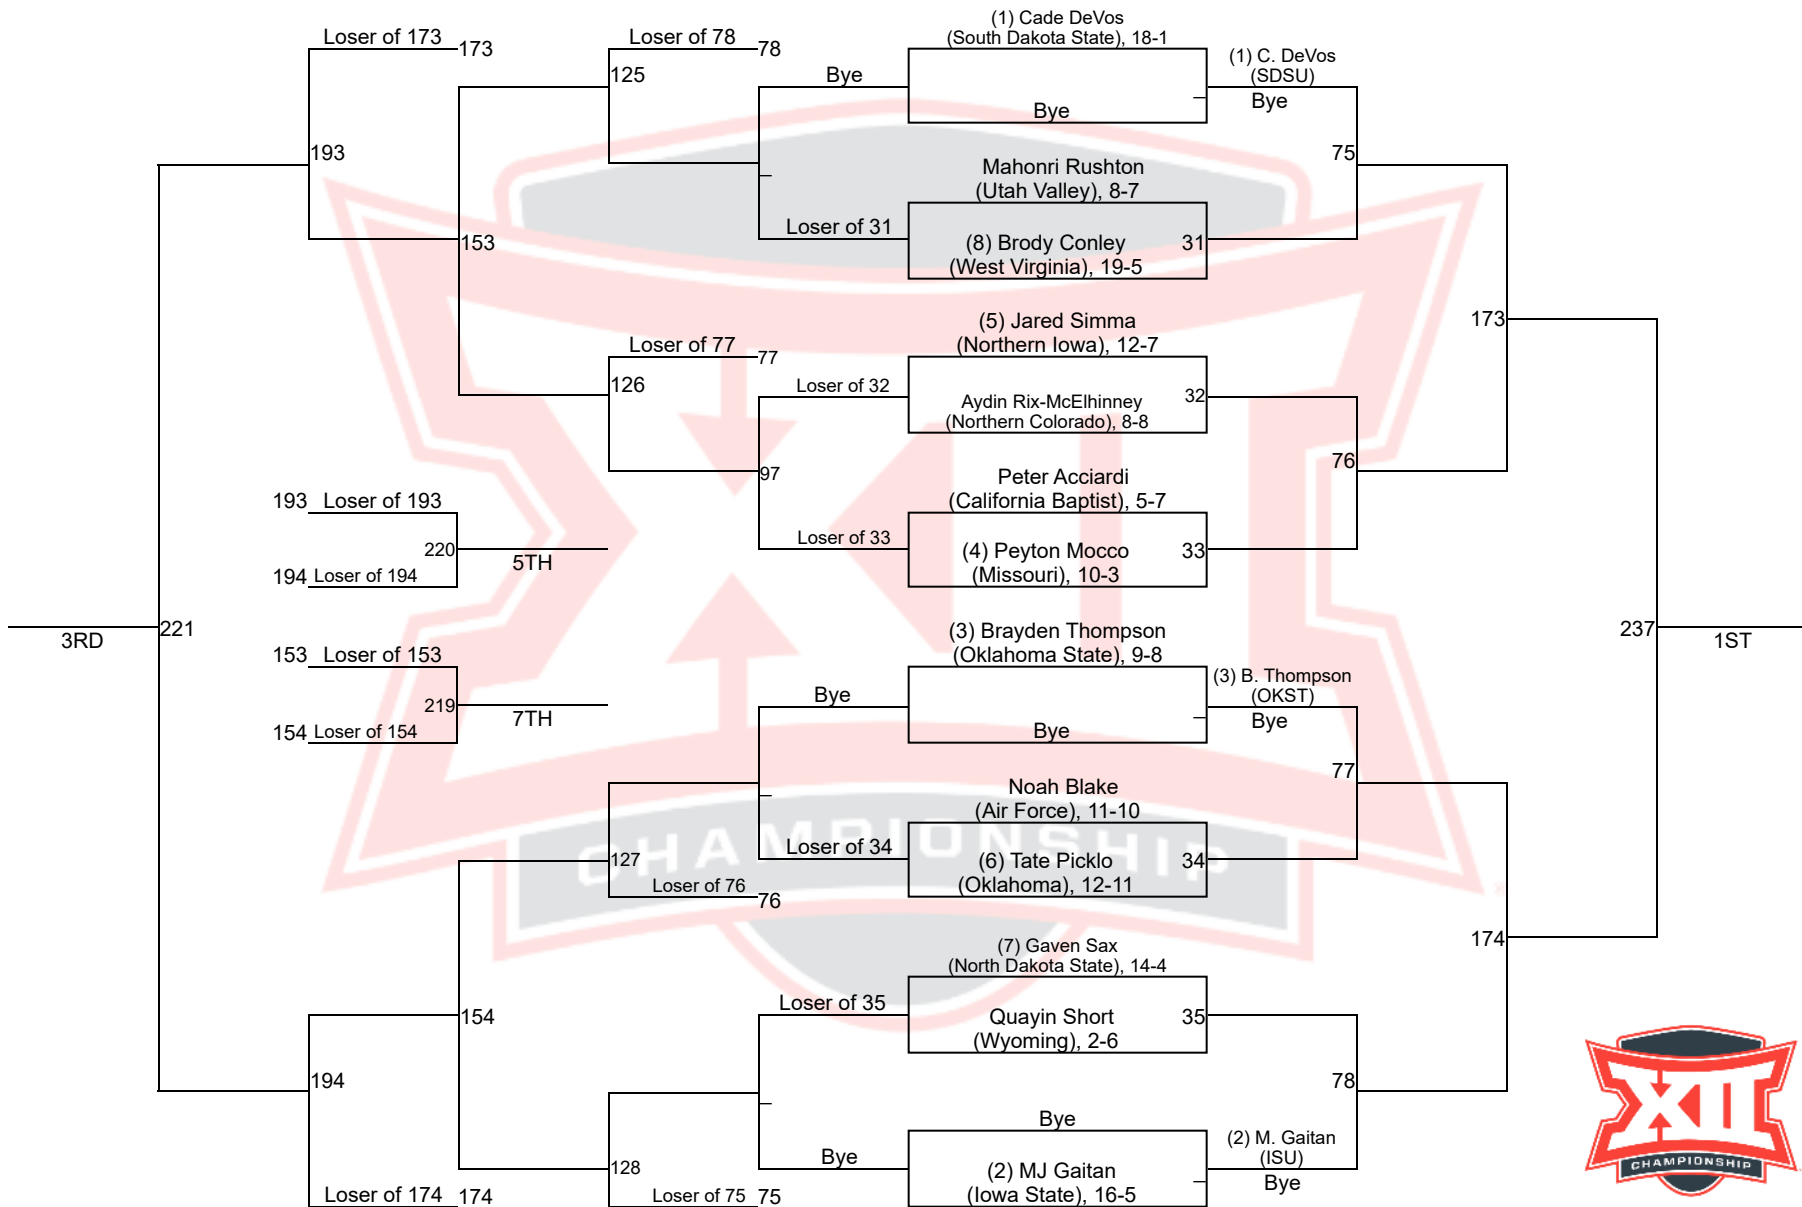 (1) Cade DeVos
(South Dakota State), 18-1
Loser of 173
173
Loser of 78
78
(1) C. DeVos
(SDSU)
125
Bye
Bye
Bye
193
75
Mahonri Rushton
(Utah Valley), 8-7
Loser of 31
153
(8) Brody Conley
31
(West Virginia), 19-5
(5) Jared Simma
173
(Northern Iowa), 12-7
Loser of 77
77
126
Loser of 32
Aydin Rix-McElhinney
32
(Northern Colorado), 8-8
97
Peter Acciardi
76
(California Baptist), 5-7
193
Loser of 193
220
5TH
Loser of 33
(4) Peyton Mocco
33
(Missouri), 10-3
194
Loser of 194
3RD
221
(3) Brayden Thompson
(Oklahoma State), 9-8
237
1ST
153
Loser of 153
(3) B. Thompson
(OKST)
Bye
219
7TH
Bye
Bye
154
Loser of 154
77
Noah Blake
(Air Force), 11-10
Loser of 34
127
(6) Tate Picklo
34
(Oklahoma), 12-11
Loser of 76
76
CHAMPIONSHIP
(7) Gaven Sax
174
(North Dakota State), 14-4
Loser of 35
154
Quayin Short
35
(Wyoming), 2-6
194
78
Bye
(2) M. Gaitan
(ISU)
Bye
128
(2) MJ Gaitan
Bye
(Iowa State), 16-5
Loser of 174
174
Loser of 75
75
XII
CHAMPIONSHIP